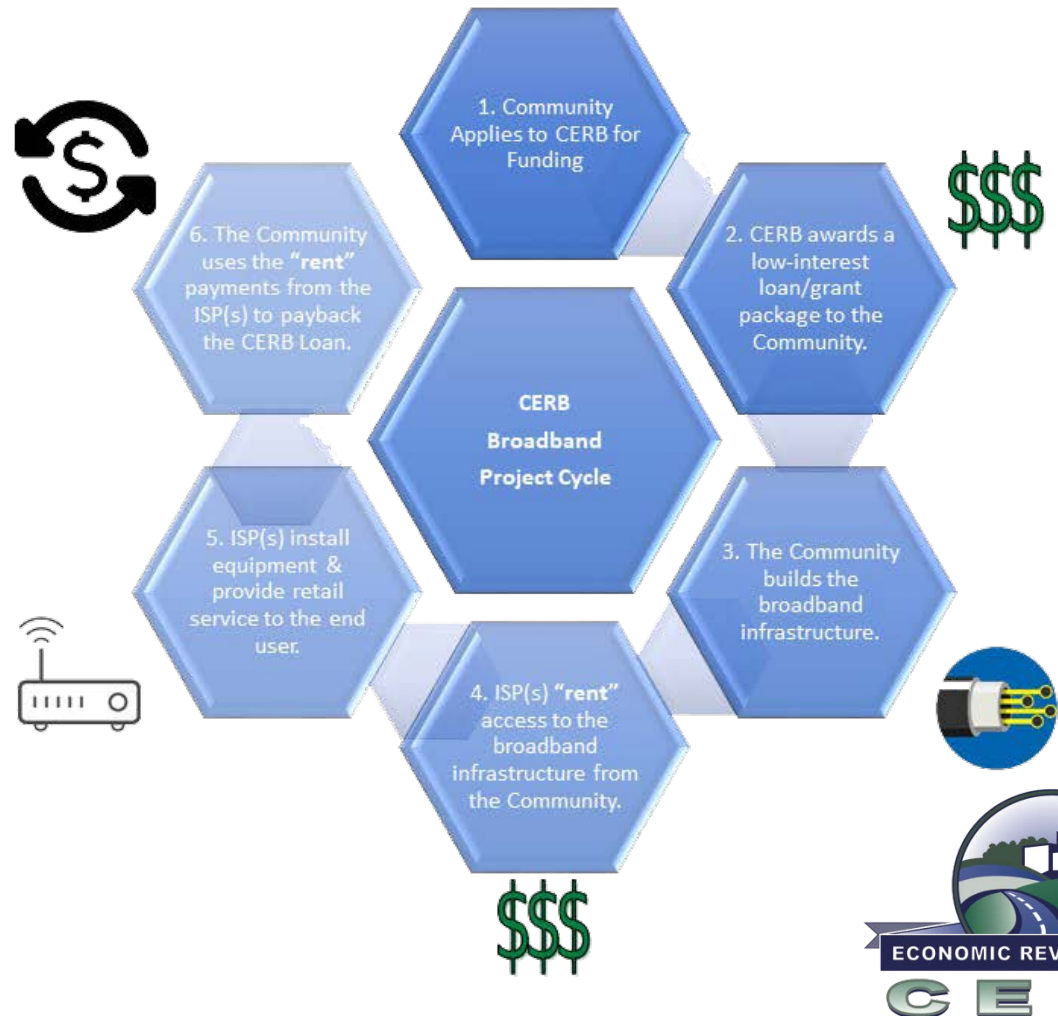 1. Community
Applies to CERB for
Funding
$$$
2. CERB awards a
low-interest
loan/grant
package to the
Community.
3. The Community
builds the
broadband
infrastructure.
4. ISP(s) “rent”
access to the
broadband
infrastructure from
the Community.
$$$
5. ISP(s) install
equipment &
provide retail
service to the end
user.
6. The Community
uses the “rent”
payments from the
ISP(s) to payback
the CERB Loan.
$
CERB
Broadband
Project Cycle
ECONOMIC
C E